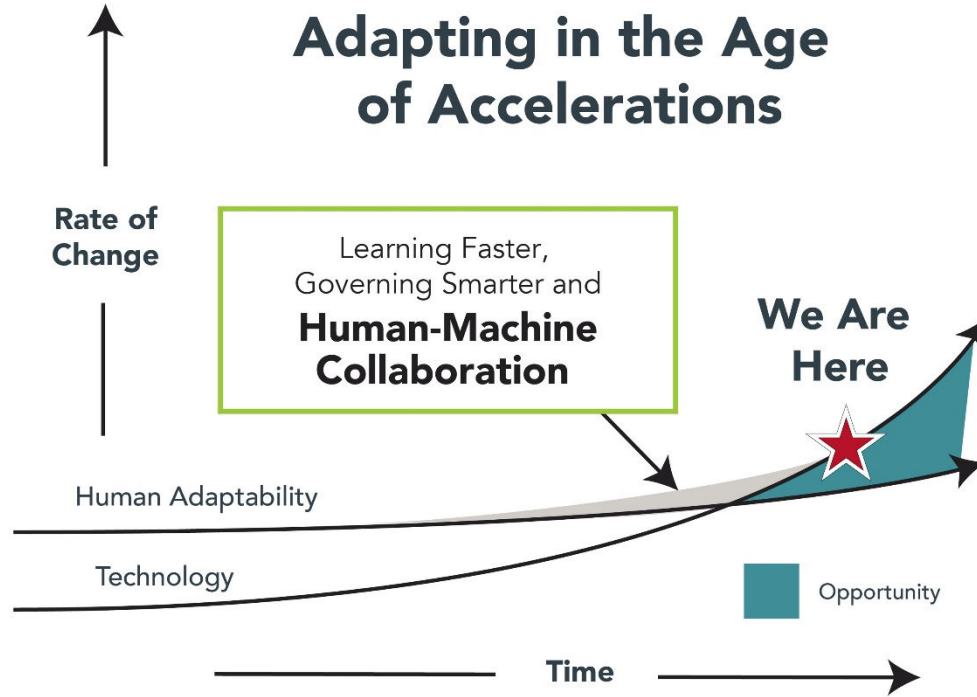 Adapting in the Age
of Accelerations
Rate of
Change
Learning Faster,
Governing Smarter and
Human-Machine
Collaboration
We Are
Here
Human Adaptability
Technology
Opportunity
Time